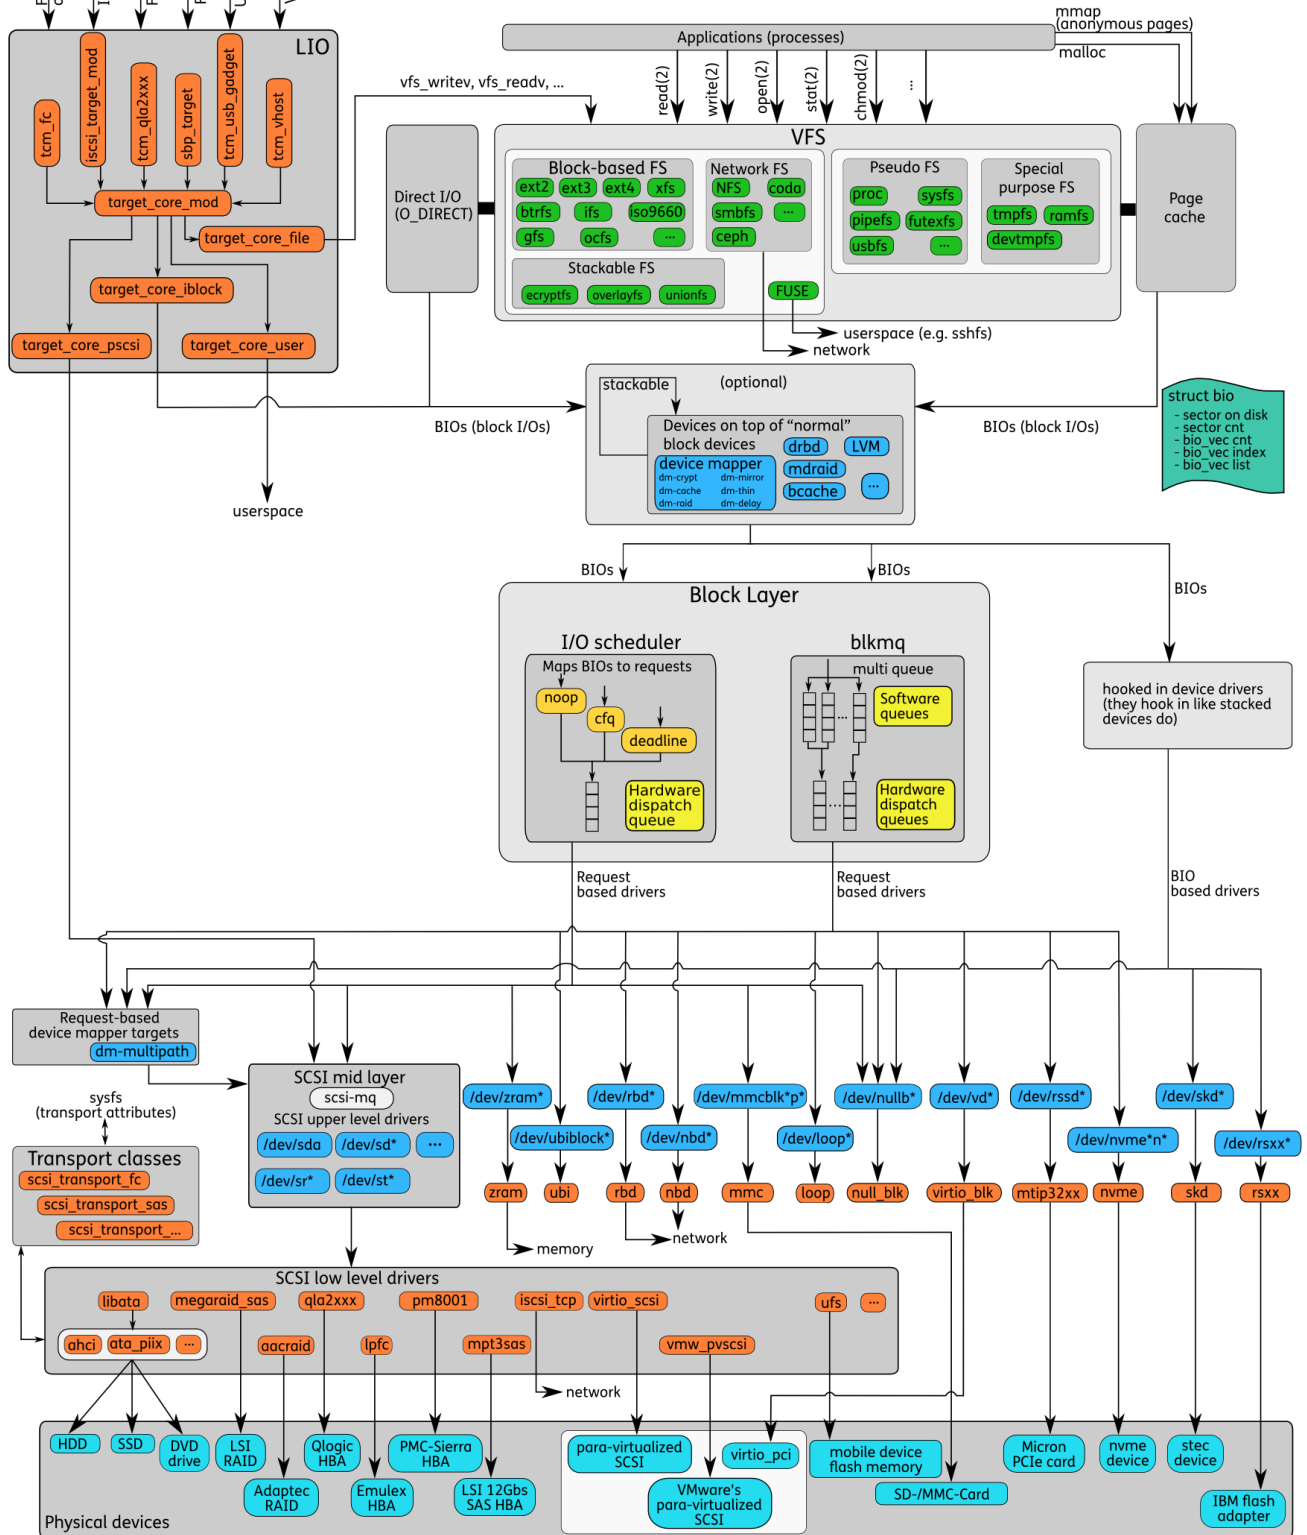 LIO
tcm_fc
iscsi_target_mod
tcm_qla2xxx
sbp_target
tcm_usb_gadget
tcm_vhost
target_core_mod
target_core_file
target_core_iblock
target_core_pscsi
target_core_user
userspace
vfs_writev, vfs_readv, ...
Applications (processes)
mmap
(anonymous pages)
malloc
read(2)
write(2)
open(2)
stat(2)
chmod(2)
...
VFS
Direct I/O
(O_DIRECT)
Block-based FS
ext2
ext3
ext4
xfs
btrfs
ifs
iso9660
gfs
ocfs
...
Network FS
NFS
coda
smbfs
...
ceph
Pseudo FS
proc
sysfs
pipefs
futexfs
usbfs
...
Special
purpose FS
tmpfs
ramfs
devtmpfs
Page
cache
Stackable FS
ecryptfs
overlayfs
unionfs
FUSE
userspace (e.g. sshfs)
network
stackable
(optional)
BIOs (block I/Os)
BIOs (block I/Os)
Devices on top of “normal”
block devices
drbd
LVM
device mapper
dm-crypt
dm-mirror
dm-cache
dm-thin
dm-raid
dm-delay
mdraid
bcache
...
struct bio
- sector on disk
- sector cnt
- bio_vec cnt
- bio_vec index
- bio_vec list
BIOs
BIOs
BIOs
Block Layer
I/O scheduler
Maps BIOs to requests
noop
cfq
deadline
Hardware
dispatch
queue
blkmq
multi queue
Software
queues
...
Hardware
dispatch
queues
...
hooked in device drivers
(they hook in like stacked
devices do)
Request
based drivers
Request
based drivers
BIO
based drivers
Request-based
device mapper targets
dm-multipath
sysfs
(transport attributes)
Transport classes
scsi_transport_fc
scsi_transport_sas
scsi_transport_...
SCSI mid layer
scsi-mq
SCSI upper level drivers
/dev/sda
/dev/sd*
...
/dev/sr*
/dev/st*
/dev/zram*
/dev/rbd*
/dev/mmcblk*p*
/dev/nullb*
/dev/vd*
/dev/rssd*
/dev/skd*
/dev/ubiblock*
/dev/nbd*
/dev/loop*
/dev/nvme*n*
/dev/rsxx*
zram
ubi
rbd
nbd
mmc
loop
null_blk
virtio_blk
mtip32xx
nvme
skd
rsxx
memory
network
SCSI low level drivers
libata
megaraid_sas
qla2xxx
pm8001
iscsi_tcp
virtio_scsi
ufs
...
ahci
ata_piix
...
aacraid
lpfc
mpt3sas
vmw_pvscsi
network
HDD
SSD
DVD
drive
LSI
RAID
Qlogic
HBA
PMC-Sierra
HBA
para-virtualized
SCSI
virtio_pci
mobile device
flash memory
Micron
PCIe card
nvme
device
stec
device
Adaptec
RAID
Emulex
HBA
LSI 12Gbs
SAS HBA
VMware's
para-virtualized
SCSI
SD-/MMC-Card
IBM flash
adapter
Physical devices